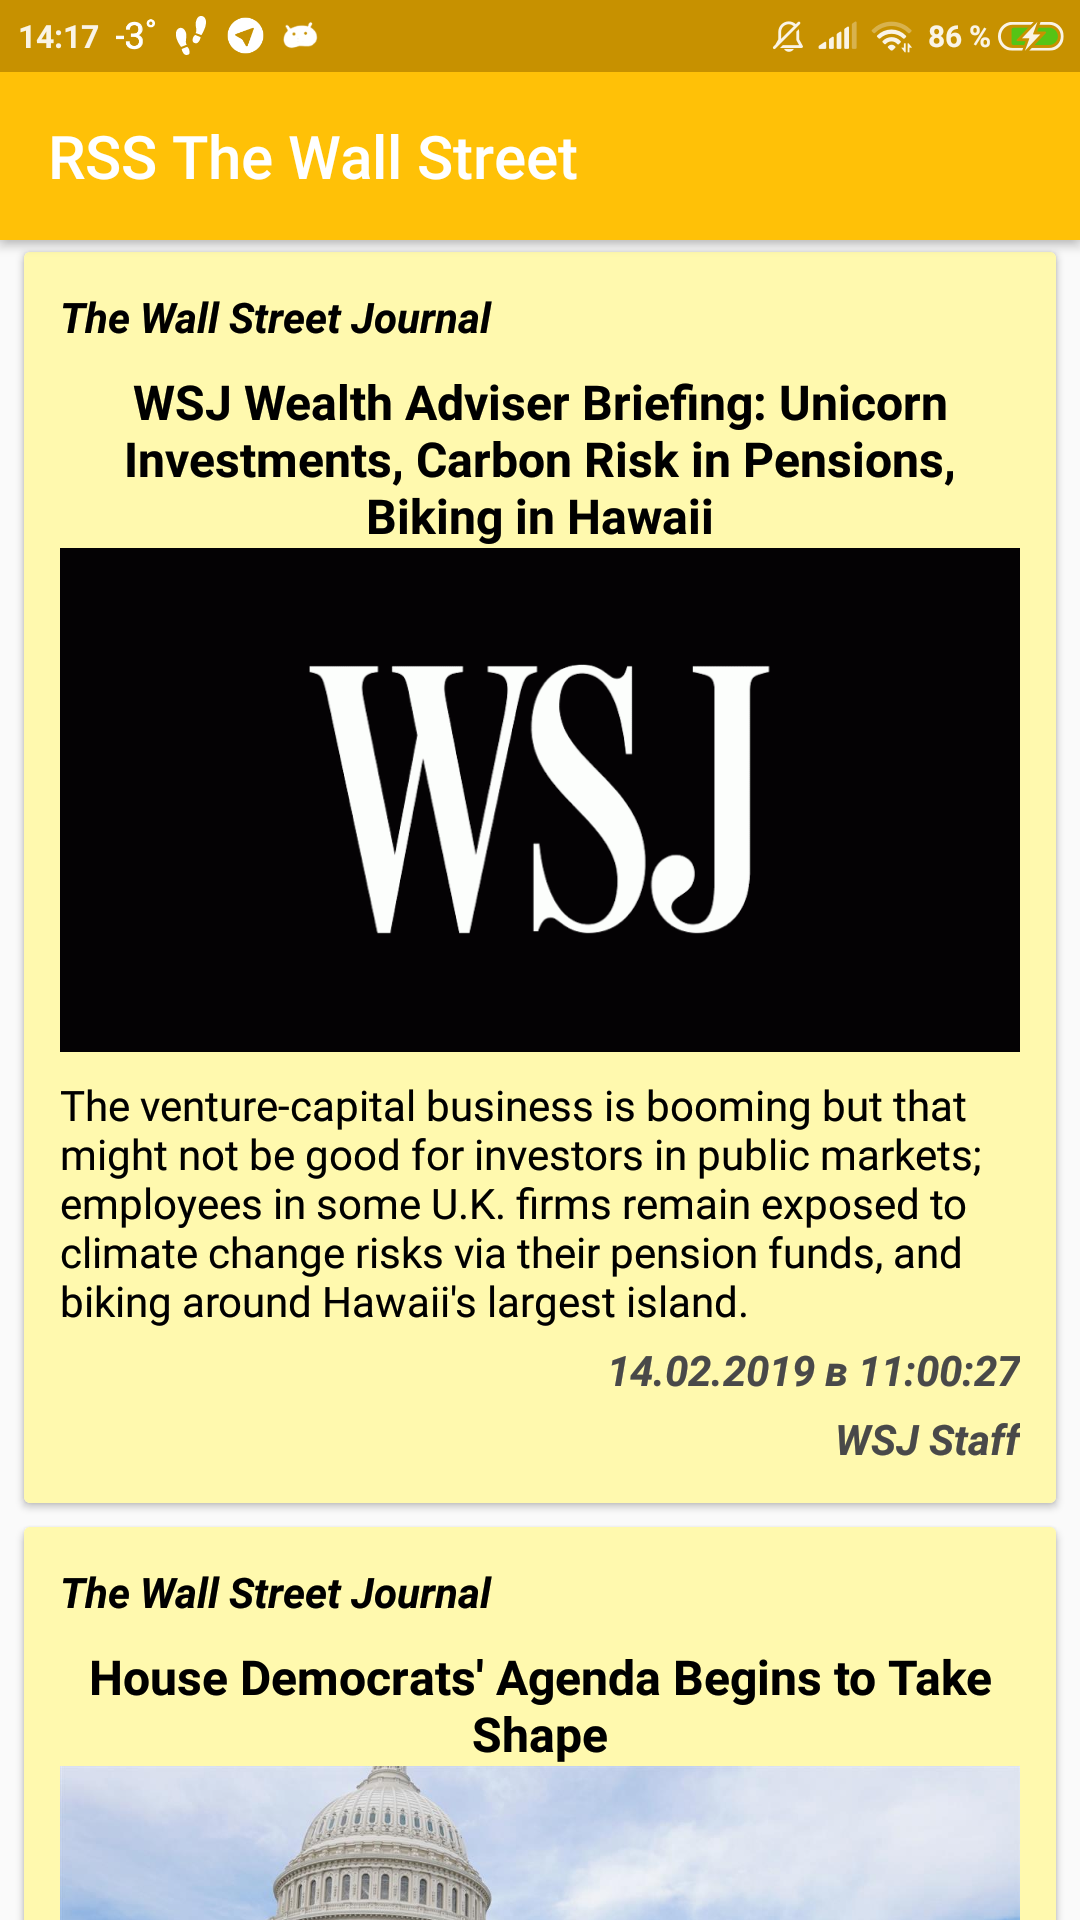 14:17 -3° 86 %
RSS The Wall Street
The Wall Street Journal
WSJ Wealth Adviser Briefing: Unicorn
Investments, Carbon Risk in Pensions,
Biking in Hawaii
WSJ
The venture-capital business is booming but that
might not be good for investors in public markets;
employees in some U.K. firms remain exposed to
climate change risks via their pension funds, and
biking around Hawaii's largest island.
14.02.2019 в 11:00:27
WSJ Staff
The Wall Street Journal
House Democrats' Agenda Begins to Take
Shape